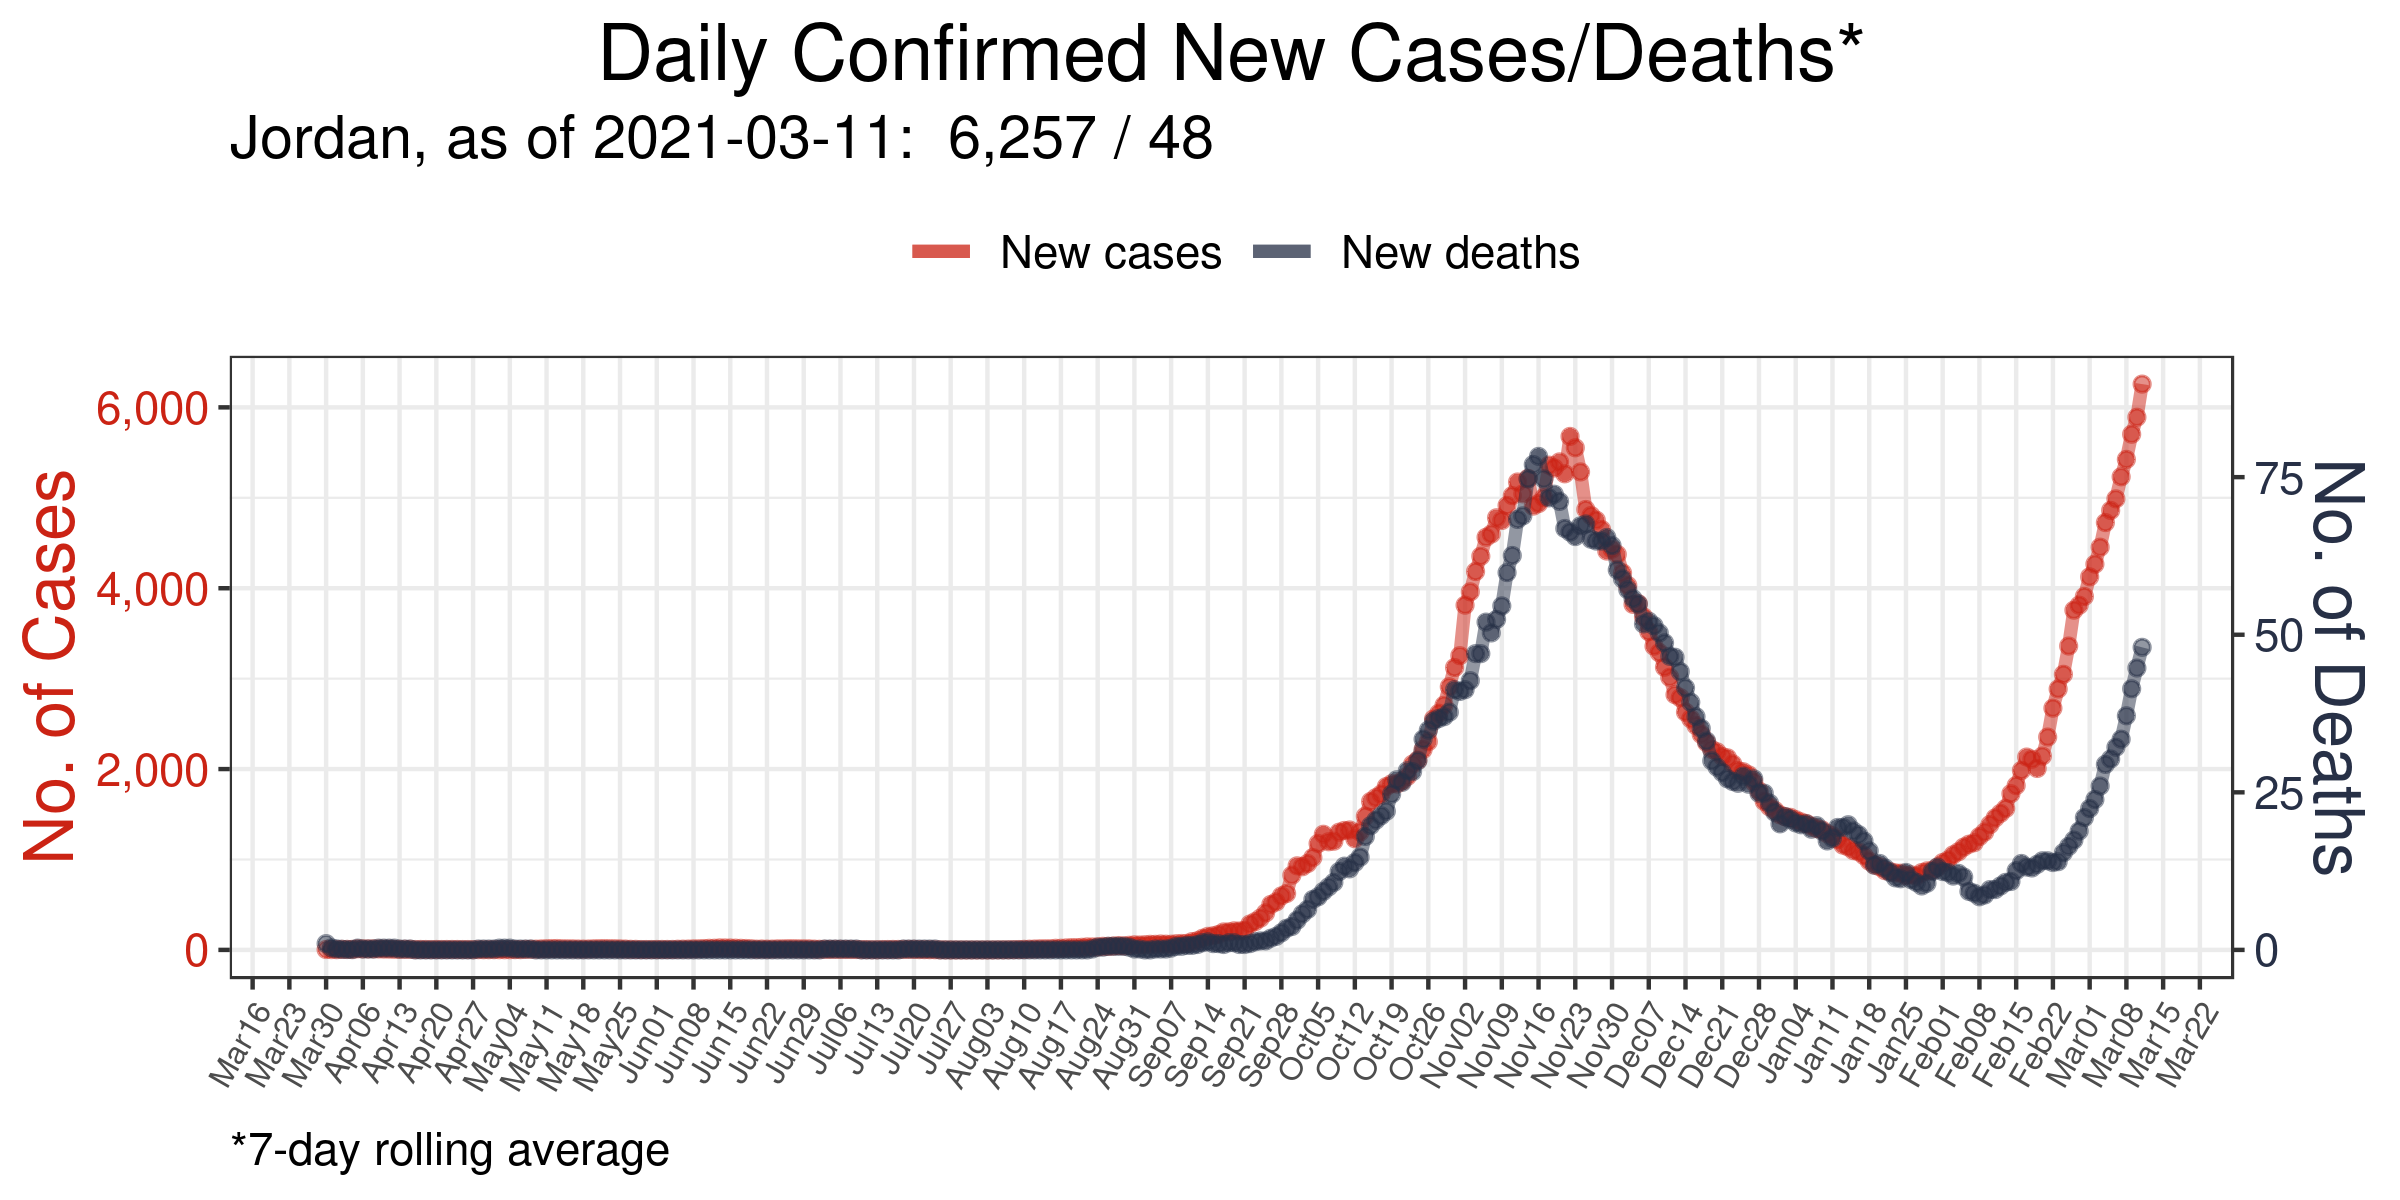 Daily Confirmed New Cases/Deaths*
Jordan, as of 2021-03-11:  6,257 / 48
New cases
New deaths
No. of Cases
6,000
4,000
2,000
0
No. of Deaths
75
50
25
0
Mar16
Mar23
Mar30
Apr06
Apr13
Apr20
Apr27
May04
May11
May18
May25
Jun01
Jun08
Jun15
Jun22
Jun29
Jul06
Jul13
Jul20
Jul27
Aug03
Aug10
Aug17
Aug24
Aug31
Sep07
Sep14
Sep21
Sep28
Oct05
Oct12
Oct19
Oct26
Nov02
Nov09
Nov16
Nov23
Nov30
Dec07
Dec14
Dec21
Dec28
Jan04
Jan11
Jan18
Jan25
Feb01
Feb08
Feb15
Feb22
Mar01
Mar08
Mar15
Mar22
*7-day rolling average